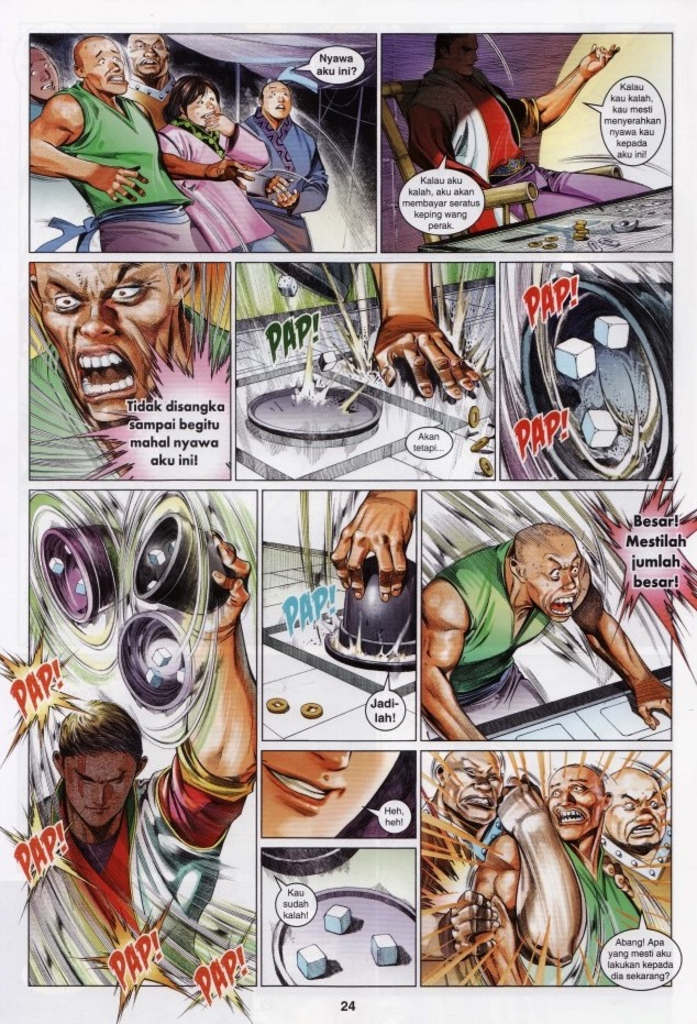 Nyawa
aku ini?
Kalau
kau kalah,
kau mesti
menyerahkan
nyawa kau
kepada
aku ini!
Kalau aku
kalah, aku akan
membayar seratus
keping wang
perak.
Tidak disangka
sampai begitu
mahal nyawa
aku ini!
PAP!
Akan
tetapi...
PAP!
PAP!
PAP!
PAP!
PAP!
PAP!
PAP!
Jadi-
lah!
Besar!
Mestilah
jumlah
besar!
Heh,
heh!
Kau
sudah
kalah!
Abang! Apa
yang mesti aku
lakukan kepada
dia sekarang?
24